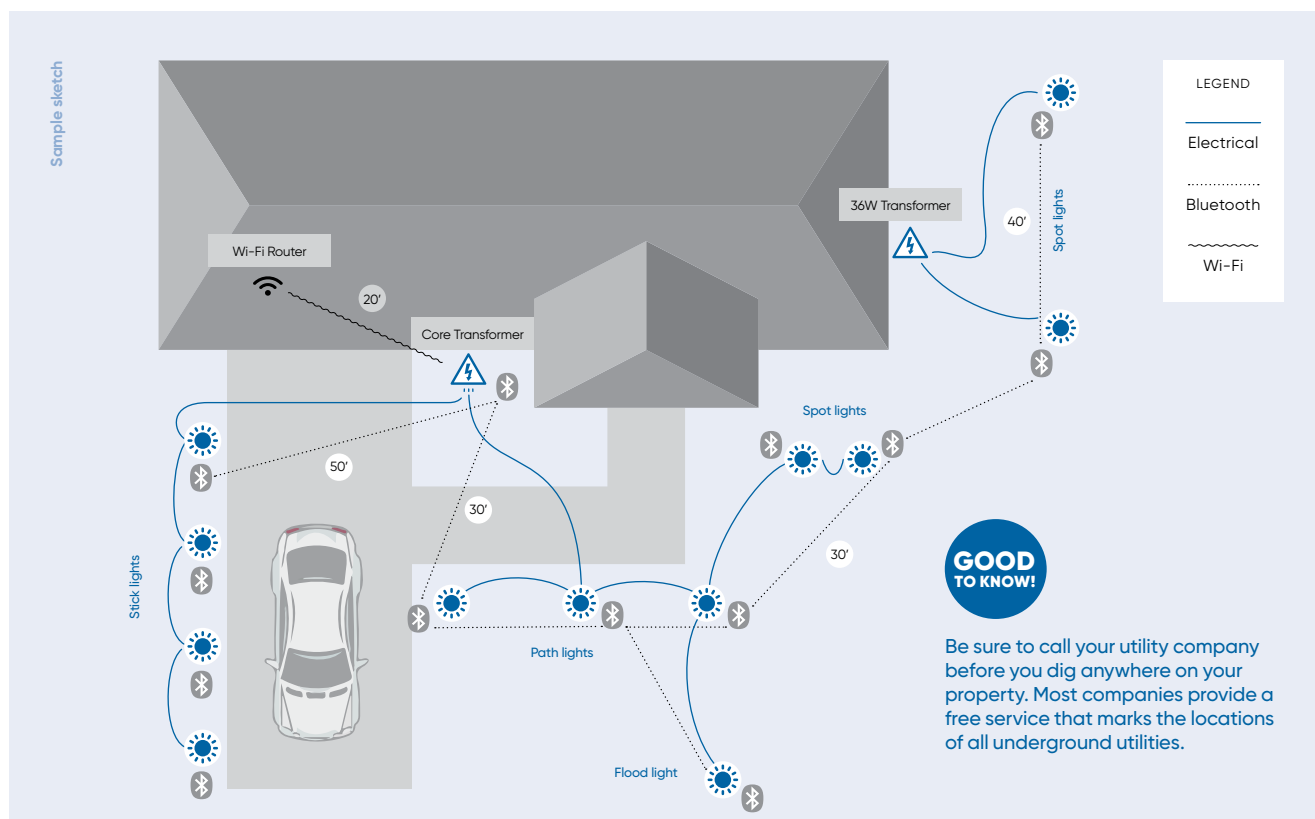 Sample sketch
LEGEND
Electrical
Bluetooth
Wi-Fi
36W Transformer
40’
Spot lights
Wi-Fi Router
20’
Core Transformer
Spot lights
50’
30’
30’
Stick lights
Path lights
Flood light
GOOD
TO KNOW!
Be sure to call your utility company
before you dig anywhere on your
property. Most companies provide a
free service that marks the locations
of all underground utilities.